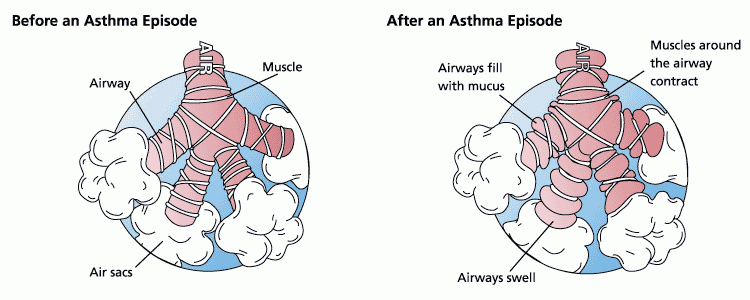 Before an Asthma Episode
AIR
Muscle
Airway
Air sacs
After an Asthma Episode
AIR
Muscles around
the airway
contract
Airways fill
with mucus
Airways swell